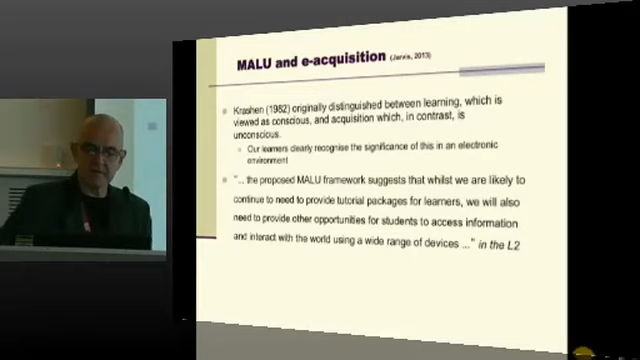 MALU and e-acquisition (Jarvis, 2013)
Krashen (1982) originally distinguished between learning, which is
viewed as conscious, and acquisition which, in contrast, is
unconscious.
Our learners clearly recognise the significance of this in an electronic
environment
".. the proposed MALU framework suggests that whilst we are likely to
continue to need to provide tutorial packages for learners, we will also
need to provide other opportunities for students to access information
and interact with the world using a wide range of devices ..." in the L2